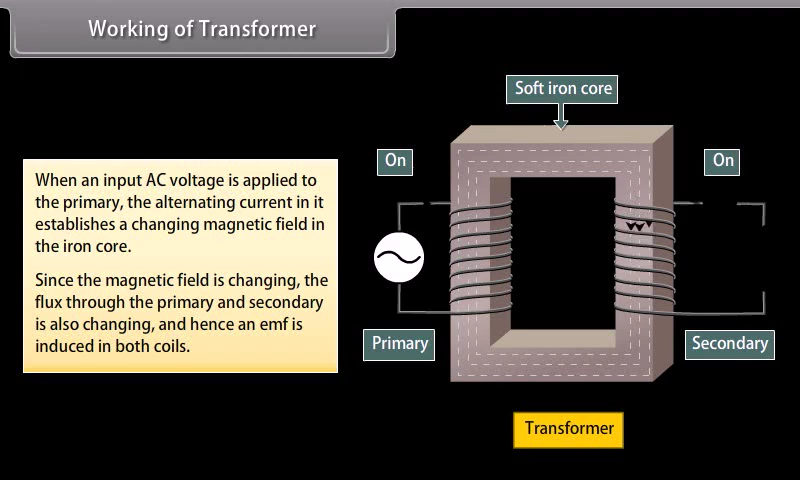 Working of Transformer
Soft iron core
On
On
When an input AC voltage is applied to
the primary, the alternating current in it
establishes a changing magnetic field in
the iron core.
Since the magnetic field is changing, the
flux through the primary and secondary
is also changing, and hence an emf is
induced in both coils.
Primary
Secondary
Transformer